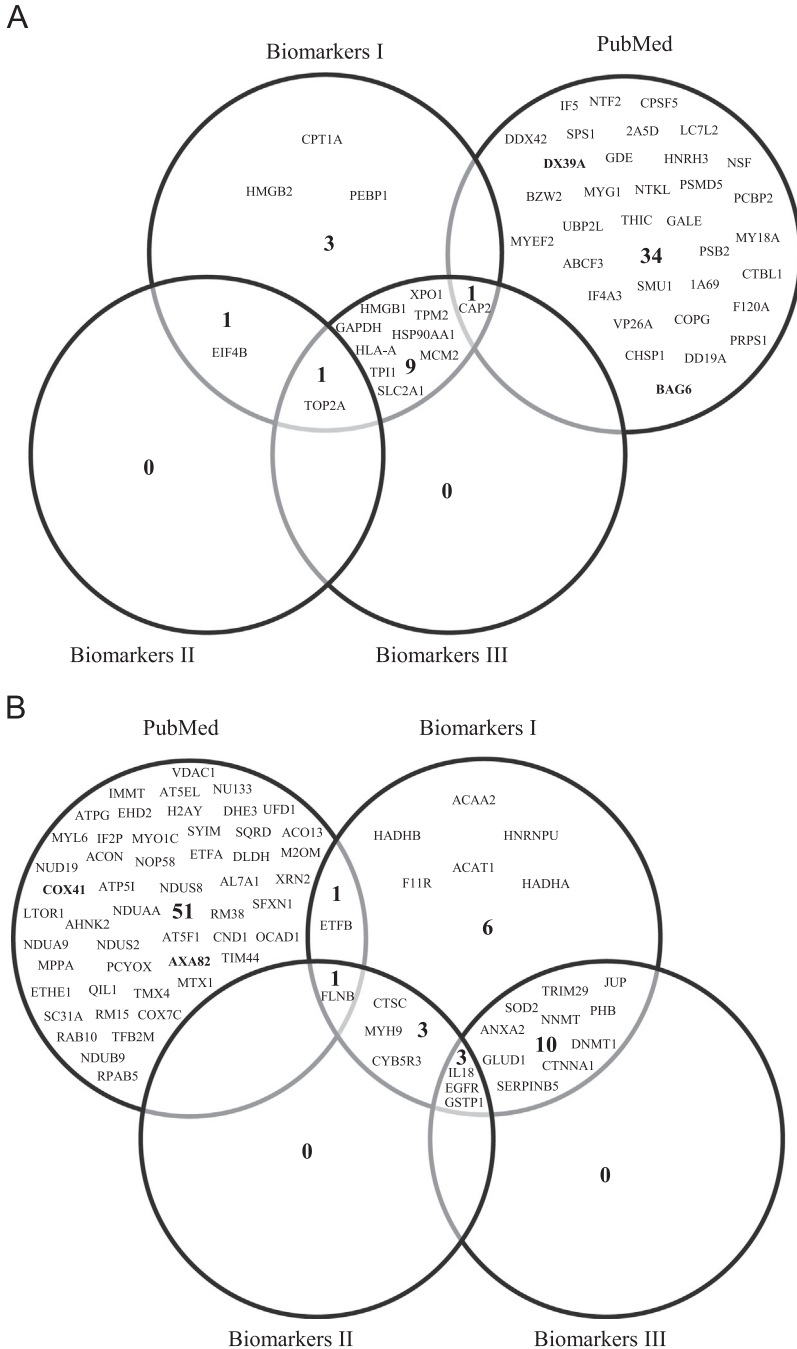 A
Biomarkers I
PubMed
IF5 NTF2 CPSF5
DDX42 SPS1 2A5D LC7L2
CPT1A
DX39A GDE HNRH3 NSF
HMGB2 PEBP1
BZW2 MYG1 NTKL PSMD5 PCBP2
UBP2L THIC GALE
3
MYEF2 34 PSB2 MY18A
ABCF3 SMU1 1A69 CTBL1
IF4A3 F120A
VP26A COPG PRPS1
CHSP1 DD19A
BAG6
1
CAP2
XPO1
HMGB1 TPM2
GAPDH HSP90AA1
HLA-A MCM2
TPI1 9
SLC2A1
1
EIF4B
1
TOP2A
0
0
Biomarkers II
Biomarkers III
B
PubMed
Biomarkers I
VDAC1
IMMT AT5EL NU133
ATPG EHD2 H2AY DHE3 UFD1
MYL6 IF2P MYO1C SYIM SQRD ACO13
ACON NOP58 ETFA DLDH M2OM
NUD19
COX41 ATP5I NDUS8 AL7A1 XRN2
LTOR1 NDUAA 51 RM38 SFXN1
AHNK2
NDUA9 NDUS2 AT5F1 CND1 OCAD1
MPPA PCYOX AXA82 TIM44
ETHE1 QIL1 TMX4 MTX1
SC31A RM15 COX7C
RAB10 TFB2M
NDUB9
RPAB5
ACAA2
HADHB HNRNPU
ACAT1
F11R HADHA
6
1
ETFB
1
FLNB
CTSC
MYH9 3
CYB5R3
3
IL18
EGFR
GSTP1
TRIM29 JUP
SOD2 NNMT PHB
ANXA2 10 DNMT1
GLUD1 CTNNA1
SERPINB5
0
0
Biomarkers II
Biomarkers III